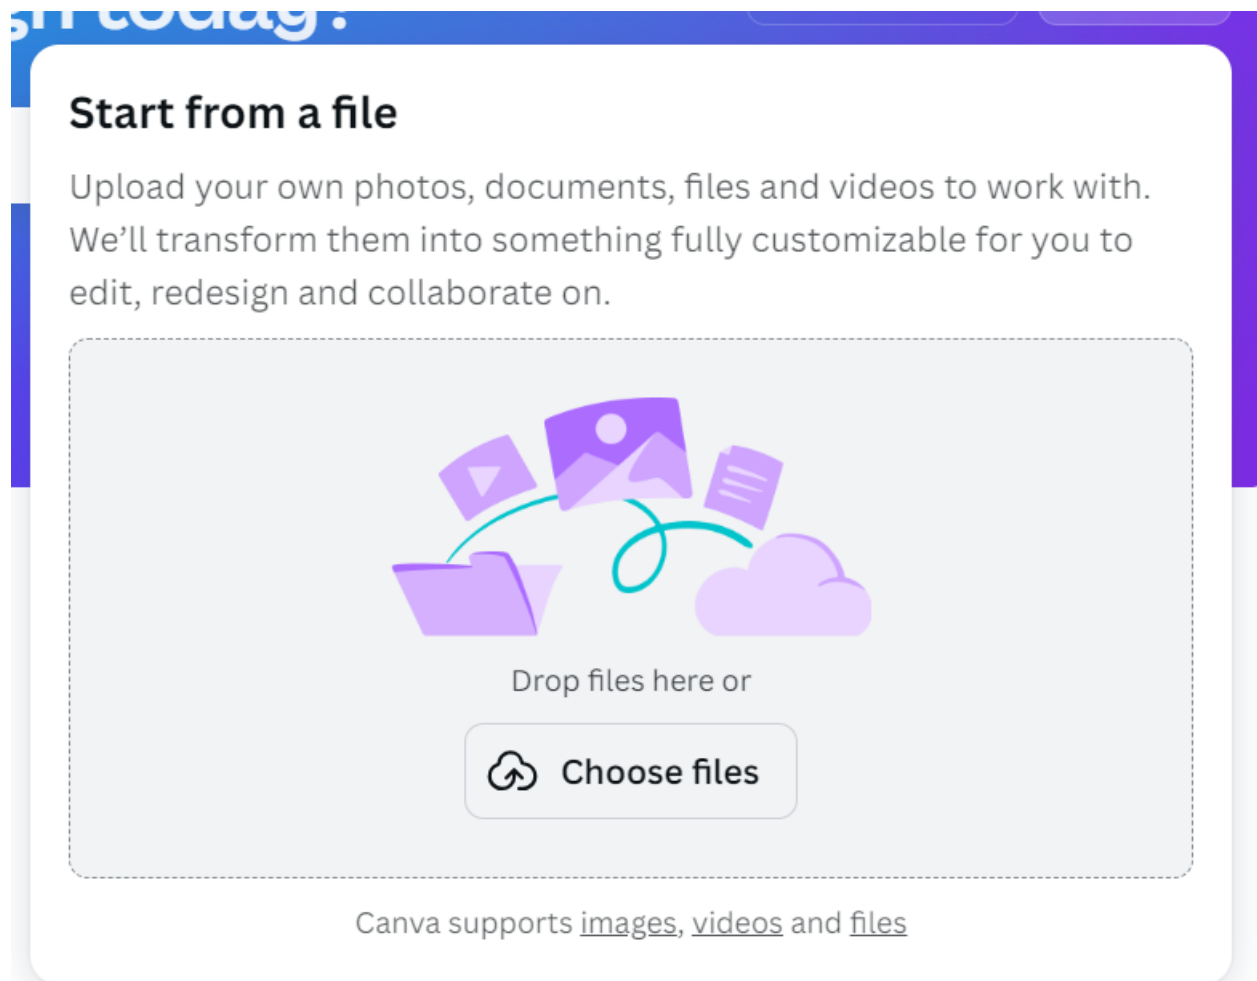 today?
Start from a file
Upload your own photos, documents, files and videos to work with.
We’ll transform them into something fully customizable for you to
edit, redesign and collaborate on.
Drop files here or
Choose files
Canva supports images, videos and files